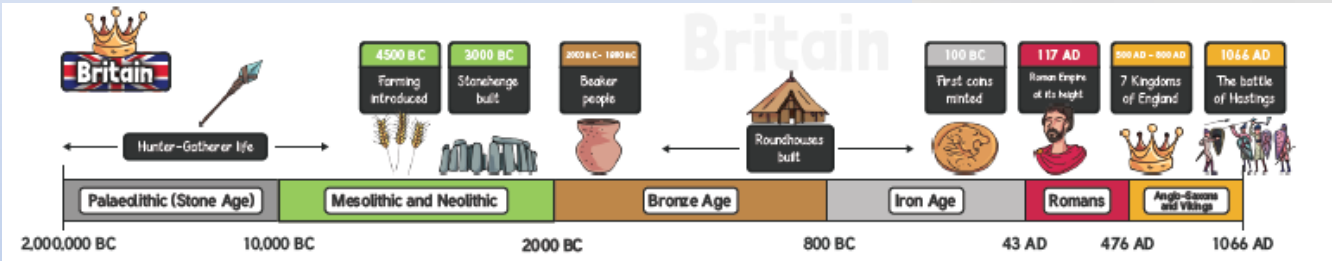 Britain
Britain
Hunter-Gatherer life
4500 BC
Farming
introduced
3000 BC
Stonehenge
built
2000 BC- 1800 BC
Beaker
people
Roundhouses
built
100 BC
First coins
minted
117 AD
Roman Empire
at its height
500 AD - 800 AD
7 Kingdoms
of England
1066 AD
The battle
of Hastings
Palaeolithic (Stone Age)
Mesolithic and Neolithic
Bronze Age
Iron Age
Romans
Anglo-Saxons
and Vikings
2,000,000 BC
10,000 BC
2000 BC
800 BC
43 AD
476 AD
1066 AD